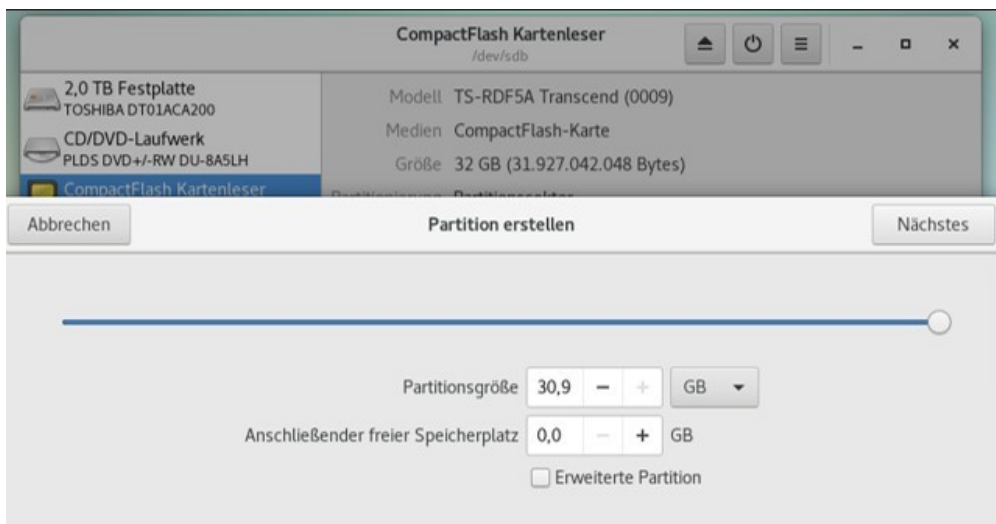 CompactFlash Kartenleser
/dev/sdb
2,0 TB Festplatte
TOSHIBA DT01ACA200
CD/DVD-Laufwerk
PLDS DVD+/-RW DU-8A5LH
CompactFlash Kartenleser
Modell TS-RDF5A Transcend (0009)
Medien CompactFlash-Karte
Größe 32 GB (31.927.042.048 Bytes)
Partitionierung Partitionssektor
Abbrechen
Partition erstellen
Nächstes
Partitionsgröße 30,9 − + GB
Anschließender freier Speicherplatz 0,0 − + GB
Erweiterte Partition